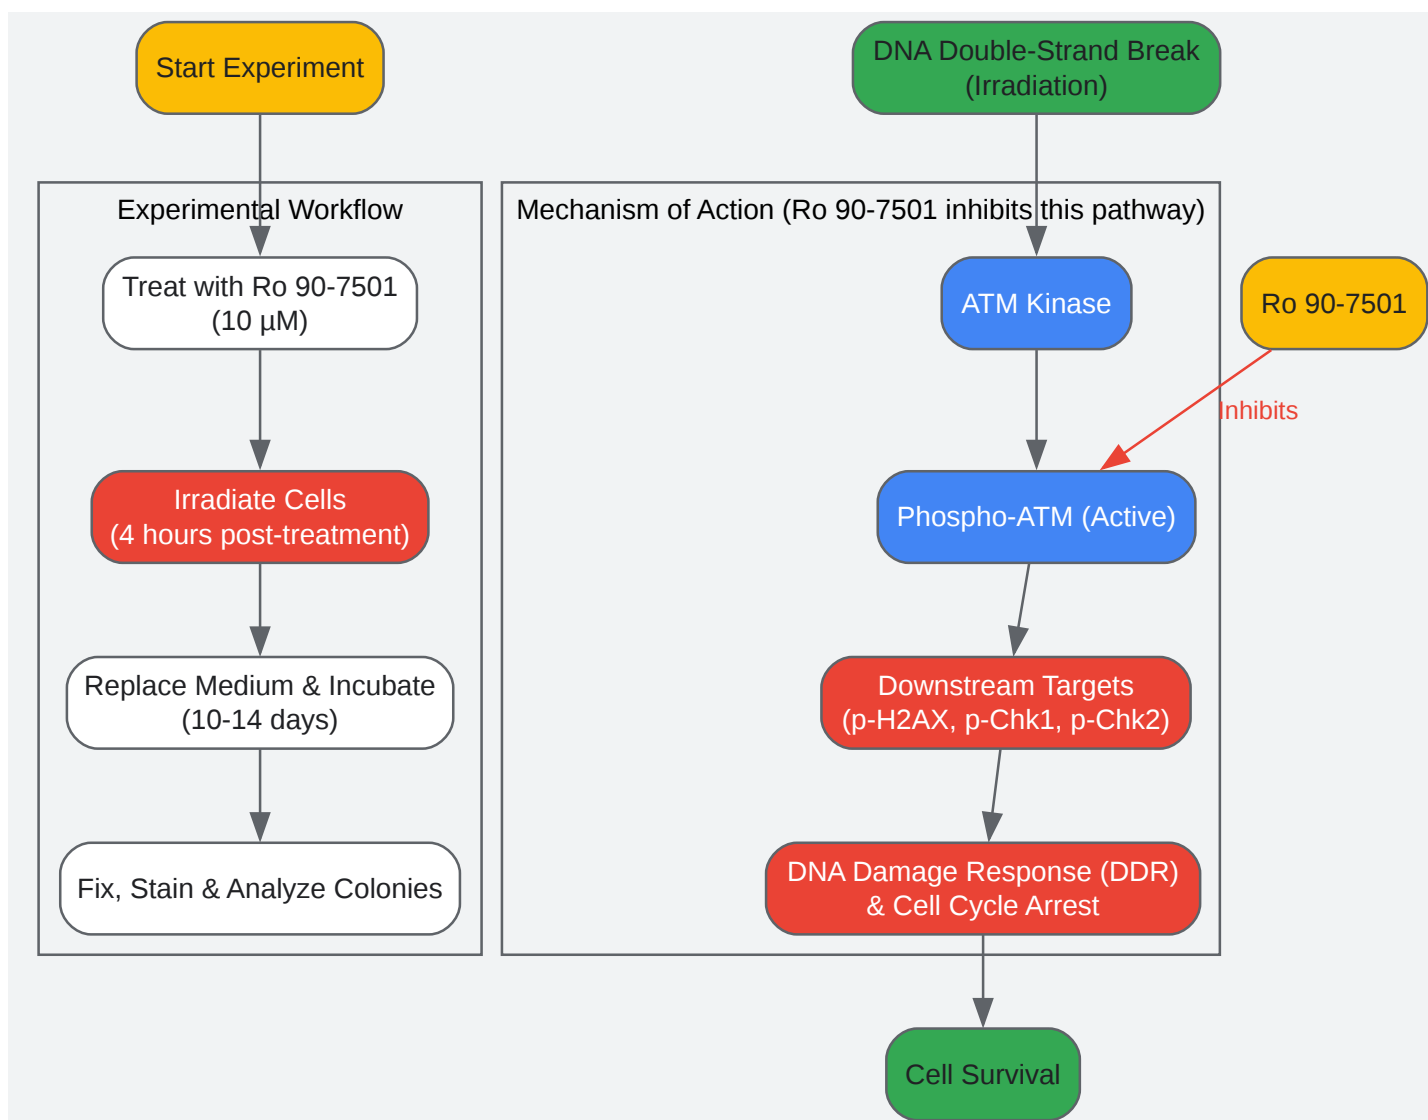 Start Experiment
Experimental Workflow
Treat with Ro 90-7501
(10 µM)
Irradiate Cells
(4 hours post-treatment)
Replace Medium & Incubate
(10-14 days)
Fix, Stain & Analyze Colonies
DNA Double-Strand Break
(Irradiation)
Mechanism of Action (Ro 90-7501 inhibits this pathway)
ATM Kinase
Ro 90-7501
Inhibits
Phospho-ATM (Active)
Downstream Targets
(p-H2AX, p-Chk1, p-Chk2)
DNA Damage Response (DDR)
& Cell Cycle Arrest
Cell Survival